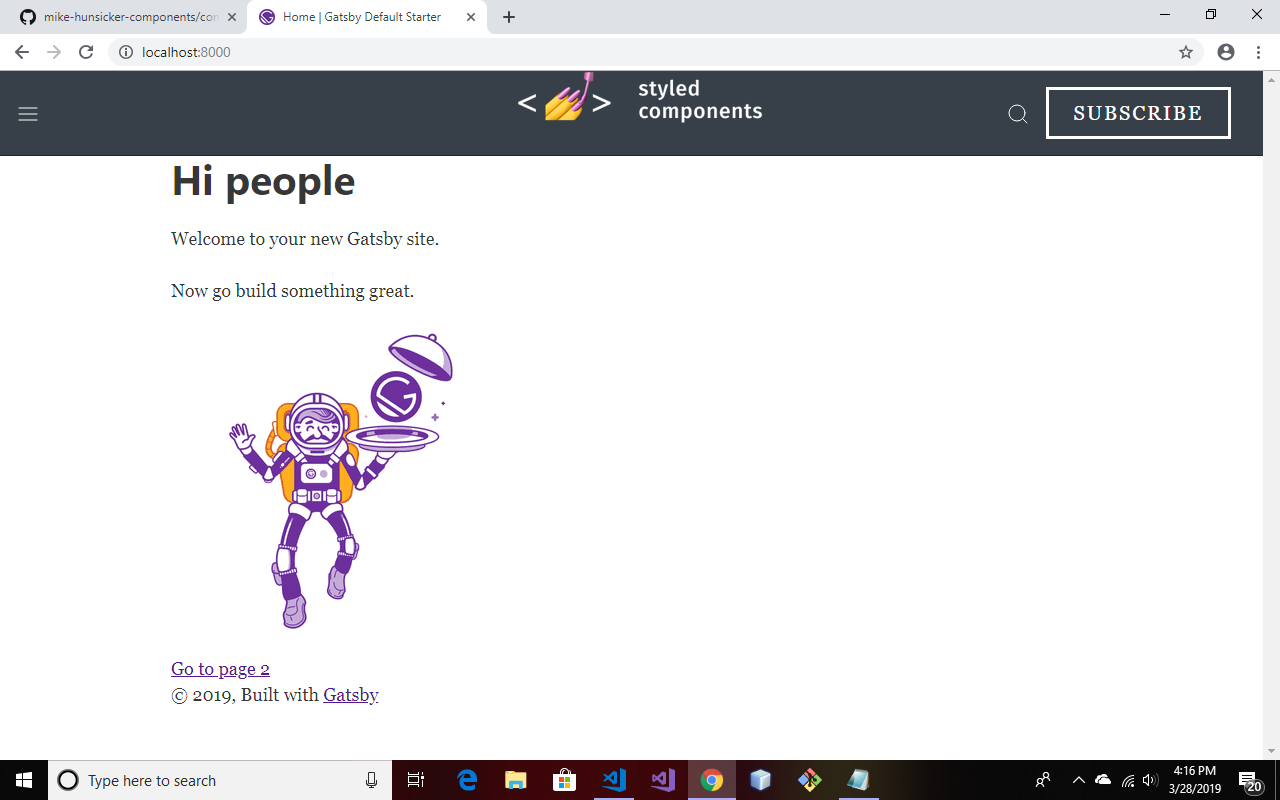 mike-hunsicker-components/con
Home | Gatsby Default Starter
localhost:8000
< >
styled
components
SUBSCRIBE
Hi people
Welcome to your new Gatsby site.
Now go build something great.
Go to page 2
© 2019, Built with Gatsby
Type here to search
4:16 PM
3/28/2019
20